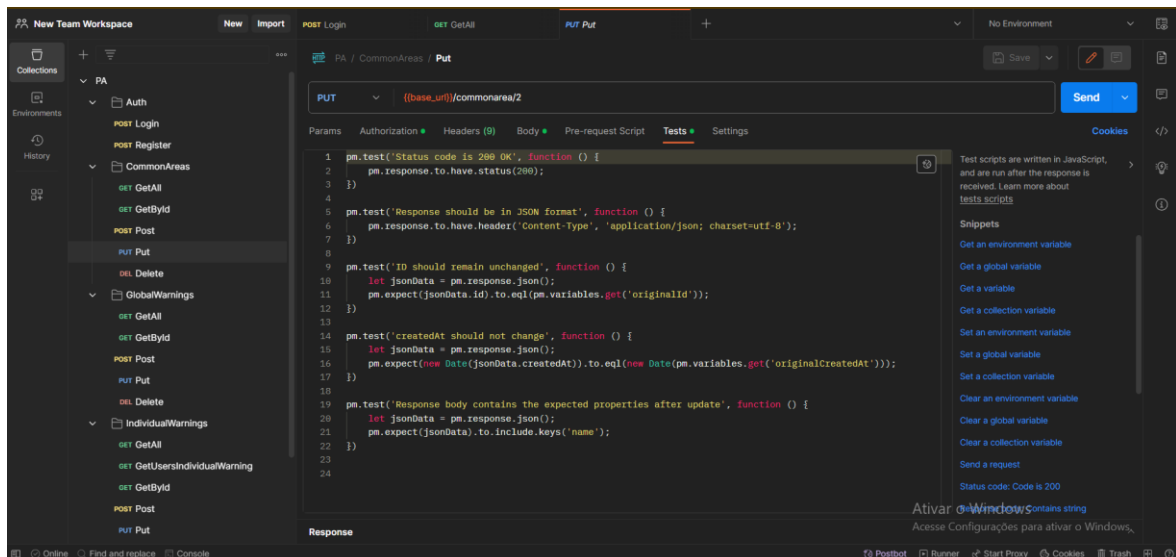 New Team Workspace New Import
POST Login GET GetAll PUT Put No Environment
Collections
Environments
History
PA
Auth
POST Login
POST Register
CommonAreas
GET GetAll
GET GetById
POST Post
PUT Put
DEL Delete
GlobalWarnings
GET GetAll
GET GetById
POST Post
PUT Put
DEL Delete
IndividualWarnings
GET GetAll
GET GetUsersIndividualWarning
GET GetById
POST Post
PUT Put
HTTP PA / CommonAreas / Put Save
PUT {{base_url}}/commonarea/2 Send
Params Authorization Headers (9) Body Pre-request Script Tests Settings Cookies
1 pm.test('Status code is 200 OK', function () {
2 pm.response.to.have.status(200);
3 })
4
5 pm.test('Response should be in JSON format', function () {
6 pm.response.to.have.header('Content-Type', 'application/json; charset=utf-8');
7 })
8
9 pm.test('ID should remain unchanged', function () {
10 let jsonData = pm.response.json();
11 pm.expect(jsonData.id).to.eql(pm.variables.get('originalId'));
12 })
13
14 pm.test('createdAt should not change', function () {
15 let jsonData = pm.response.json();
16 pm.expect(new Date(jsonData.createdAt)).to.eql(new Date(pm.variables.get('originalCreatedAt')));
17 })
18
19 pm.test('Response body contains the expected properties after update', function () {
20 let jsonData = pm.response.json();
21 pm.expect(jsonData).to.include.keys('name');
22 })
23
24
Test scripts are written in JavaScript,
and are run after the response is
received. Learn more about
tests scripts
Snippets
Get an environment variable
Get a global variable
Get a variable
Get a collection variable
Set an environment variable
Set a global variable
Set a collection variable
Clear an environment variable
Clear a global variable
Clear a collection variable
Send a request
Status code: Code is 200
Contains string
Ativar o Windows
Acesse Configurações para ativar o Windows.
Response
Online Find and replace Console Postbot Runner Start Proxy Cookies Trash